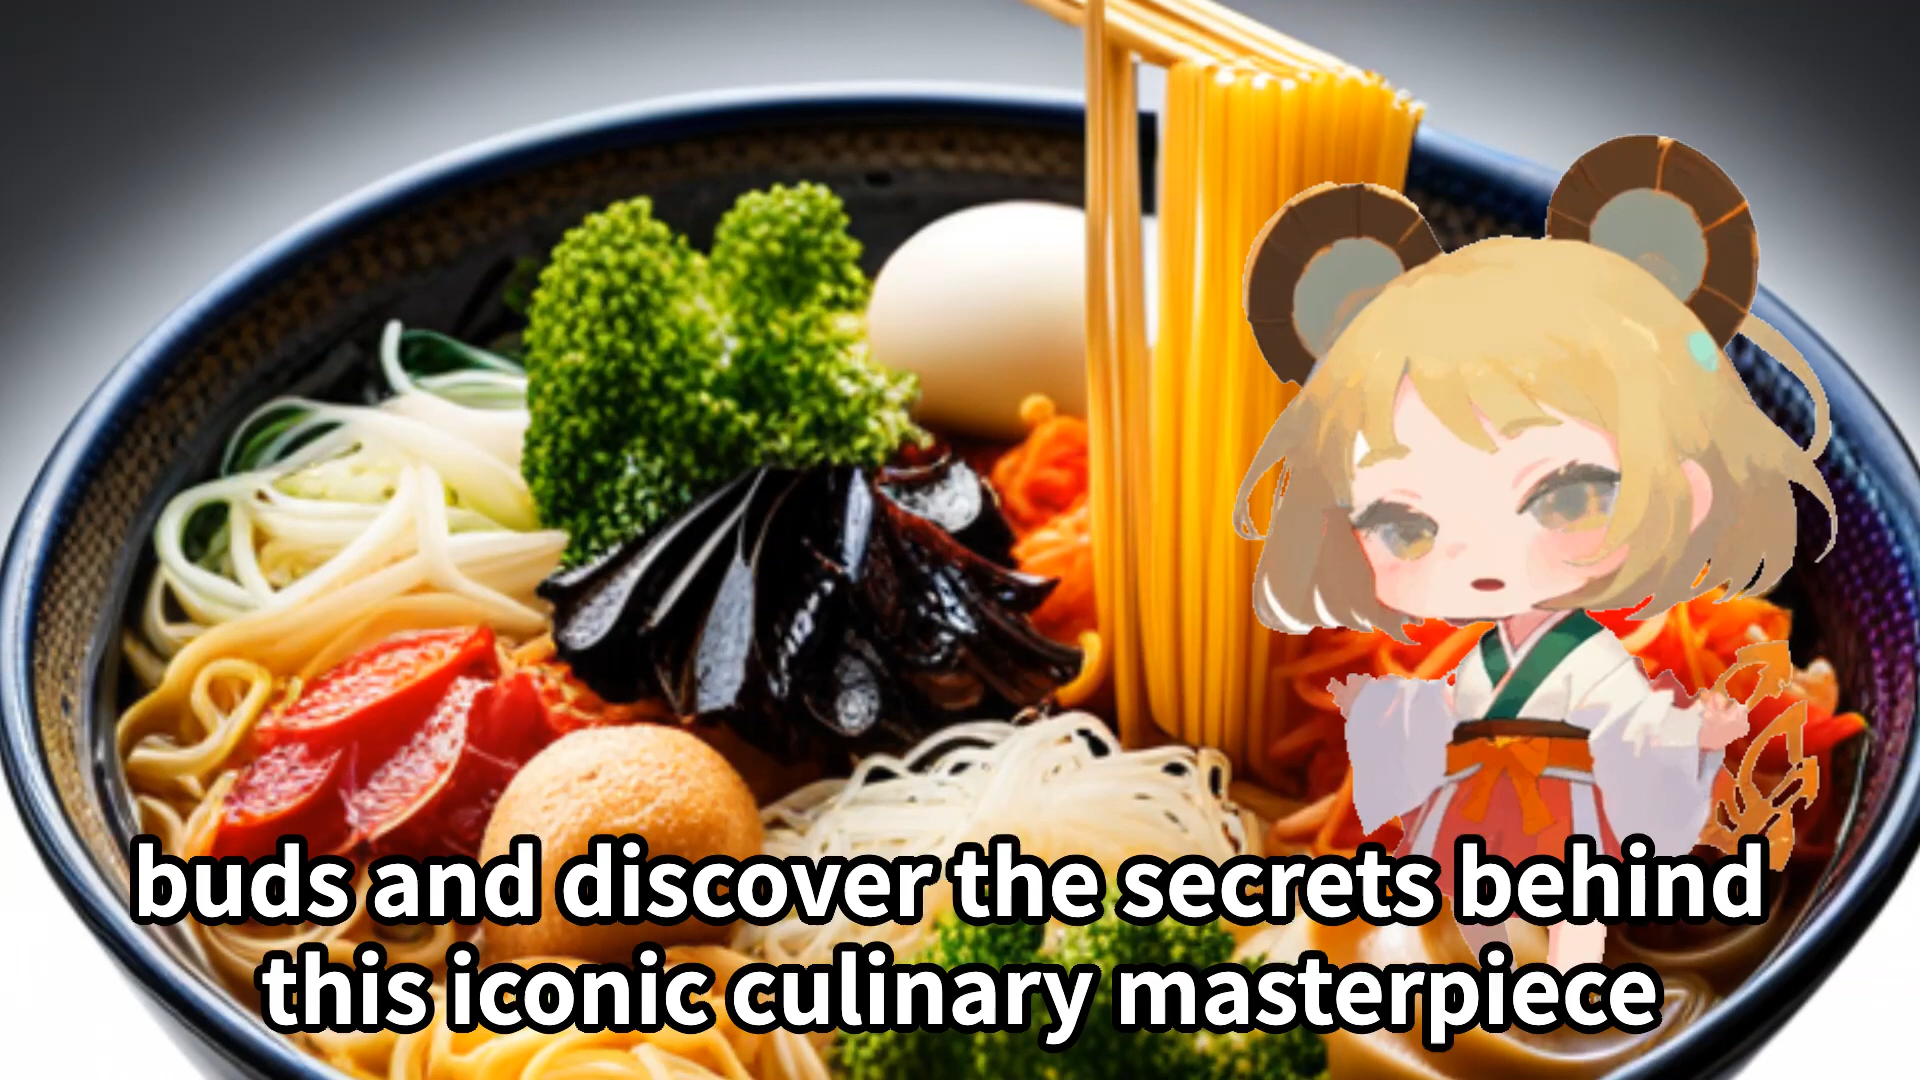 buds and discover the secrets behind
this iconic culinary masterpiece